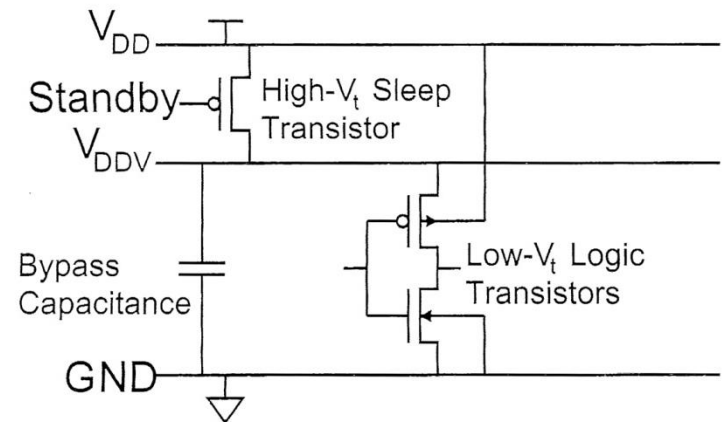 V_DD
Standby
High-V_t Sleep
Transistor
V_DDV
Bypass
Capacitance
Low-V_t Logic
Transistors
GND